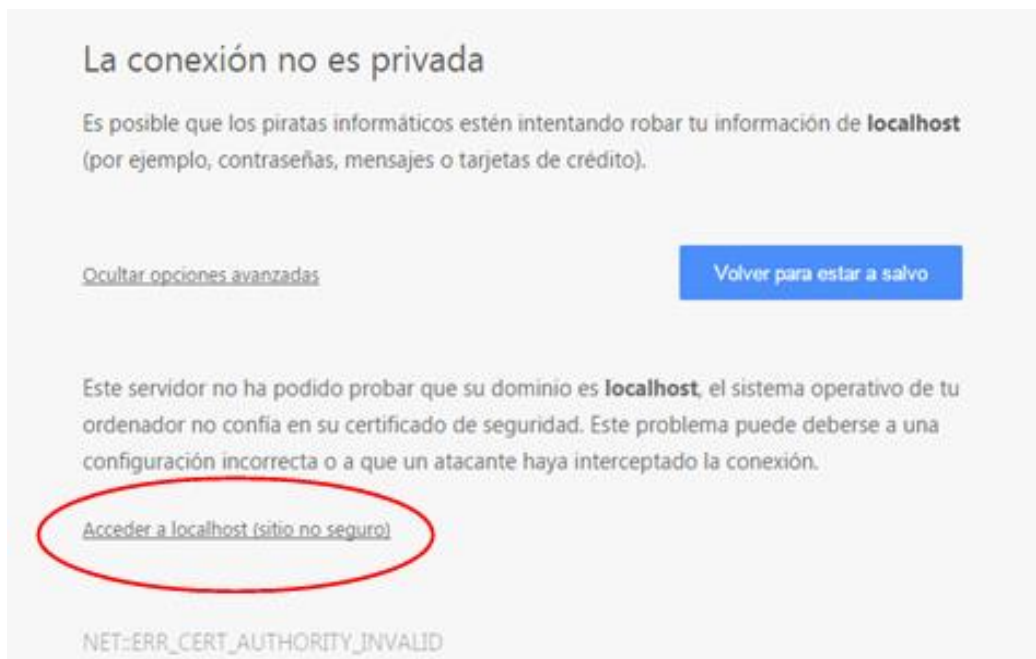 La conexión no es privada
Es posible que los piratas informáticos estén intentando robar tu información de localhost
(por ejemplo, contraseñas, mensajes o tarjetas de crédito).
Ocultar opciones avanzadas
Volver para estar a salvo
Este servidor no ha podido probar que su dominio es localhost, el sistema operativo de tu
ordenador no confía en su certificado de seguridad. Este problema puede deberse a una
configuración incorrecta o a que un atacante haya interceptado la conexión.
Acceder a localhost (sitio no seguro)
NET::ERR_CERT_AUTHORITY_INVALID